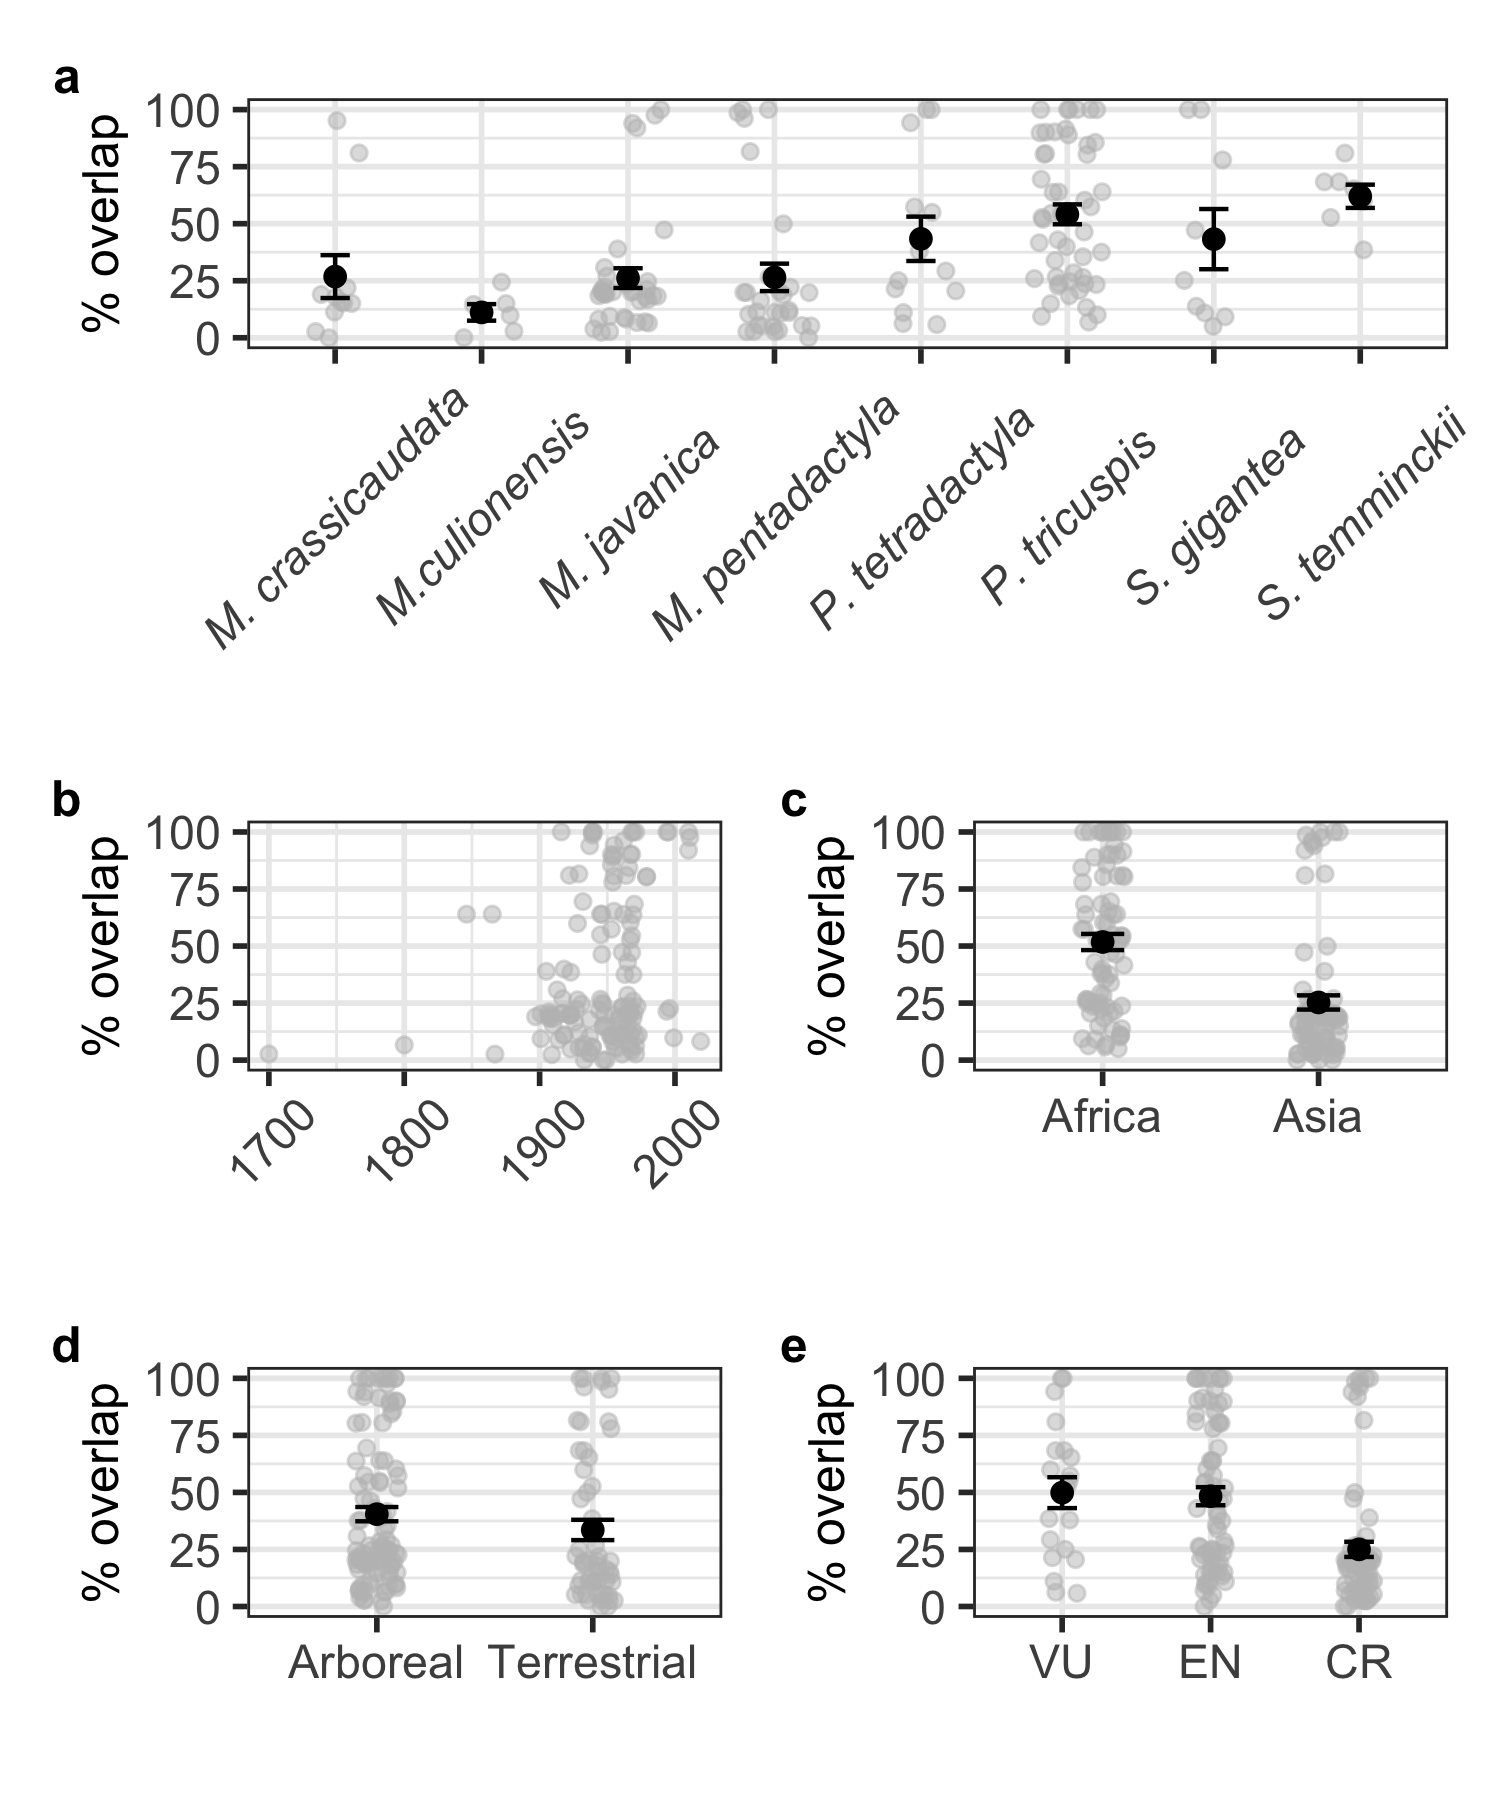 a
% overlap
100
75
50
25
0
M. crassicaudata
M.culionensis
M. javanica
M. pentadactyla
P. tetradactyla
P. tricuspis
S. gigantea
S. temminckii
b
% overlap
100
75
50
25
0
1700
1800
1900
2000
c
% overlap
100
75
50
25
0
Africa
Asia
d
% overlap
100
75
50
25
0
Arboreal
Terrestrial
e
% overlap
100
75
50
25
0
VU
EN
CR